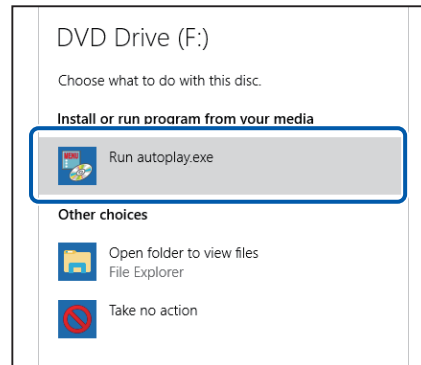 DVD Drive (F:)
Choose what to do with this disc.
Install or run program from your media
MENU
Run autoplay.exe
Other choices
Open folder to view files
File Explorer
Take no action